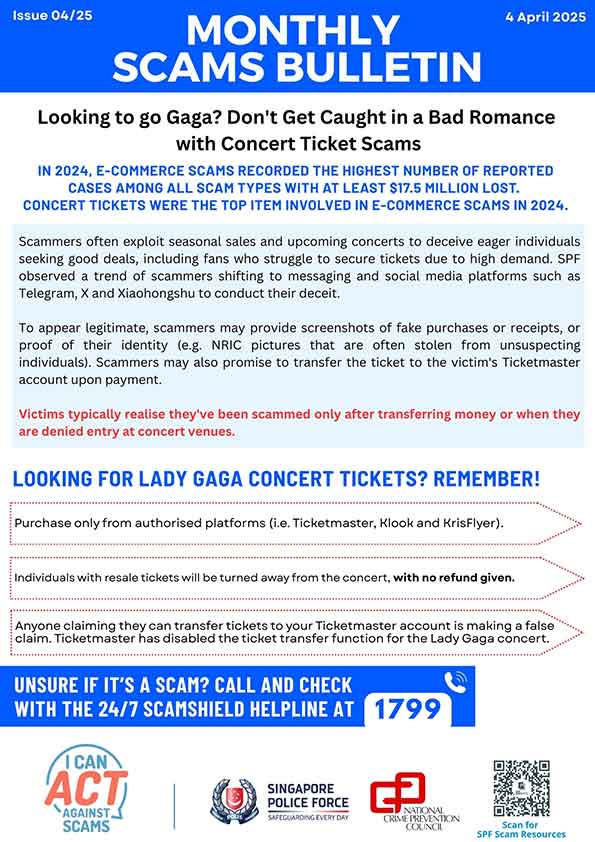 Issue 04/25
4 April 2025
MONTHLY
SCAMS BULLETIN
Looking to go Gaga? Don't Get Caught in a Bad Romance
with Concert Ticket Scams
IN 2024, E-COMMERCE SCAMS RECORDED THE HIGHEST NUMBER OF REPORTED
CASES AMONG ALL SCAM TYPES WITH AT LEAST $17.5 MILLION LOST.
CONCERT TICKETS WERE THE TOP ITEM INVOLVED IN E-COMMERCE SCAMS IN 2024.
Scammers often exploit seasonal sales and upcoming concerts to deceive eager individuals
seeking good deals, including fans who struggle to secure tickets due to high demand. SPF
observed a trend of scammers shifting to messaging and social media platforms such as
Telegram, X and Xiaohongshu to conduct their deceit.
To appear legitimate, scammers may provide screenshots of fake purchases or receipts, or
proof of their identity (e.g. NRIC pictures that are often stolen from unsuspecting
individuals). Scammers may also promise to transfer the ticket to the victim's Ticketmaster
account upon payment.
Victims typically realise they've been scammed only after transferring money or when they
are denied entry at concert venues.
LOOKING FOR LADY GAGA CONCERT TICKETS? REMEMBER!
Purchase only from authorised platforms (i.e. Ticketmaster, Klook and KrisFlyer).
Individuals with resale tickets will be turned away from the concert, with no refund given.
Anyone claiming they can transfer tickets to your Ticketmaster account is making a false
claim. Ticketmaster has disabled the ticket transfer function for the Lady Gaga concert.
UNSURE IF IT'S A SCAM? CALL AND CHECK
WITH THE 24/7 SCAMSHIELD HELPLINE AT 1799
I CAN
ACT
AGAINST
SCAMS
SINGAPORE
POLICE FORCE
SAFEGUARDING EVERY DAY
NATIONAL
CRIME PREVENTION
COUNCIL
Scan for
SPF Scam Resources